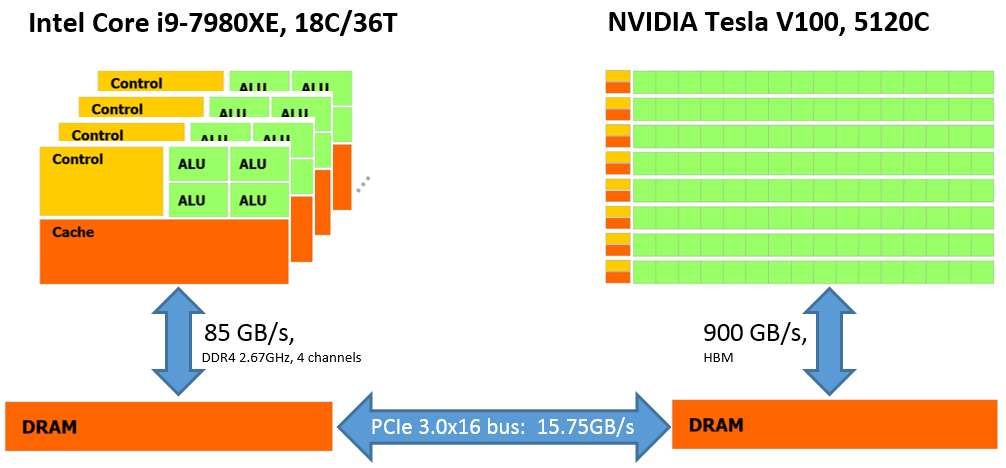 Intel Core i9-7980XE, 18C/36T
NVIDIA Tesla V100, 5120C
Control
ALU
ALU
Control
ALU
ALU
Control
ALU
ALU
Control
ALU
ALU
ALU
ALU
Cache
85 GB/s,
DDR4 2.67GHz, 4 channels
900 GB/s,
HBM
DRAM
PCIe 3.0x16 bus: 15.75GB/s
DRAM